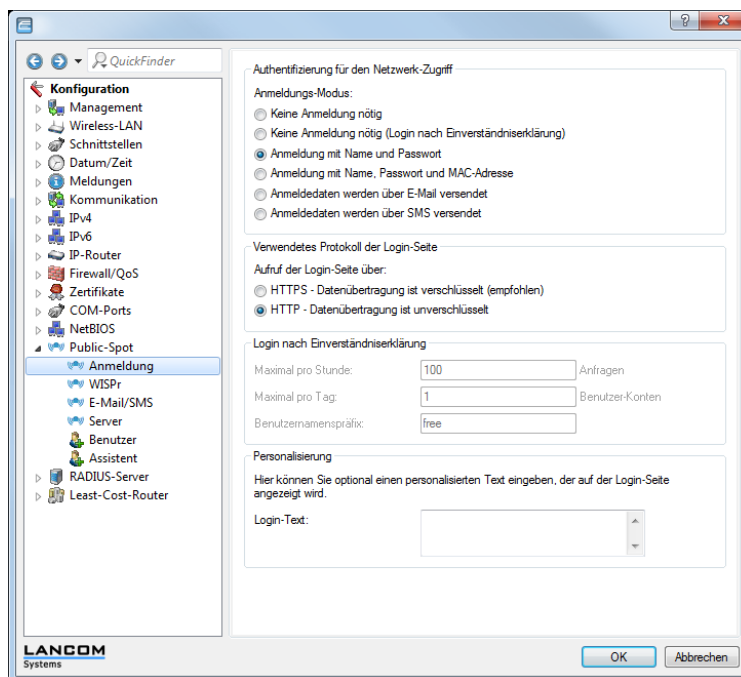 ?
X
QuickFinder
Konfiguration
Management
Wireless-LAN
Schnittstellen
Datum/Zeit
Meldungen
Kommunikation
IPv4
IPv6
IP-Router
Firewall/QoS
Zertifikate
COM-Ports
NetBIOS
Public-Spot
Anmeldung
WISPr
E-Mail/SMS
Server
Benutzer
Assistent
RADIUS-Server
Least-Cost-Router
Authentifizierung für den Netzwerk-Zugriff
Anmeldungs-Modus:
Keine Anmeldung nötig
Keine Anmeldung nötig (Login nach Einverständniserklärung)
Anmeldung mit Name und Passwort
Anmeldung mit Name, Passwort und MAC-Adresse
Anmeldedaten werden über E-Mail versendet
Anmeldedaten werden über SMS versendet
Verwendetes Protokoll der Login-Seite
Aufruf der Login-Seite über:
HTTPS - Datenübertragung ist verschlüsselt (empfohlen)
HTTP - Datenübertragung ist unverschlüsselt
Login nach Einverständniserklärung
Maximal pro Stunde: 100 Anfragen
Maximal pro Tag: 1 Benutzer-Konten
Benutzernamenspräfix: free
Personalisierung
Hier können Sie optional einen personalisierten Text eingeben, der auf der Login-Seite
angezeigt wird.
Login-Text:
LANCOM
Systems
OK Abbrechen